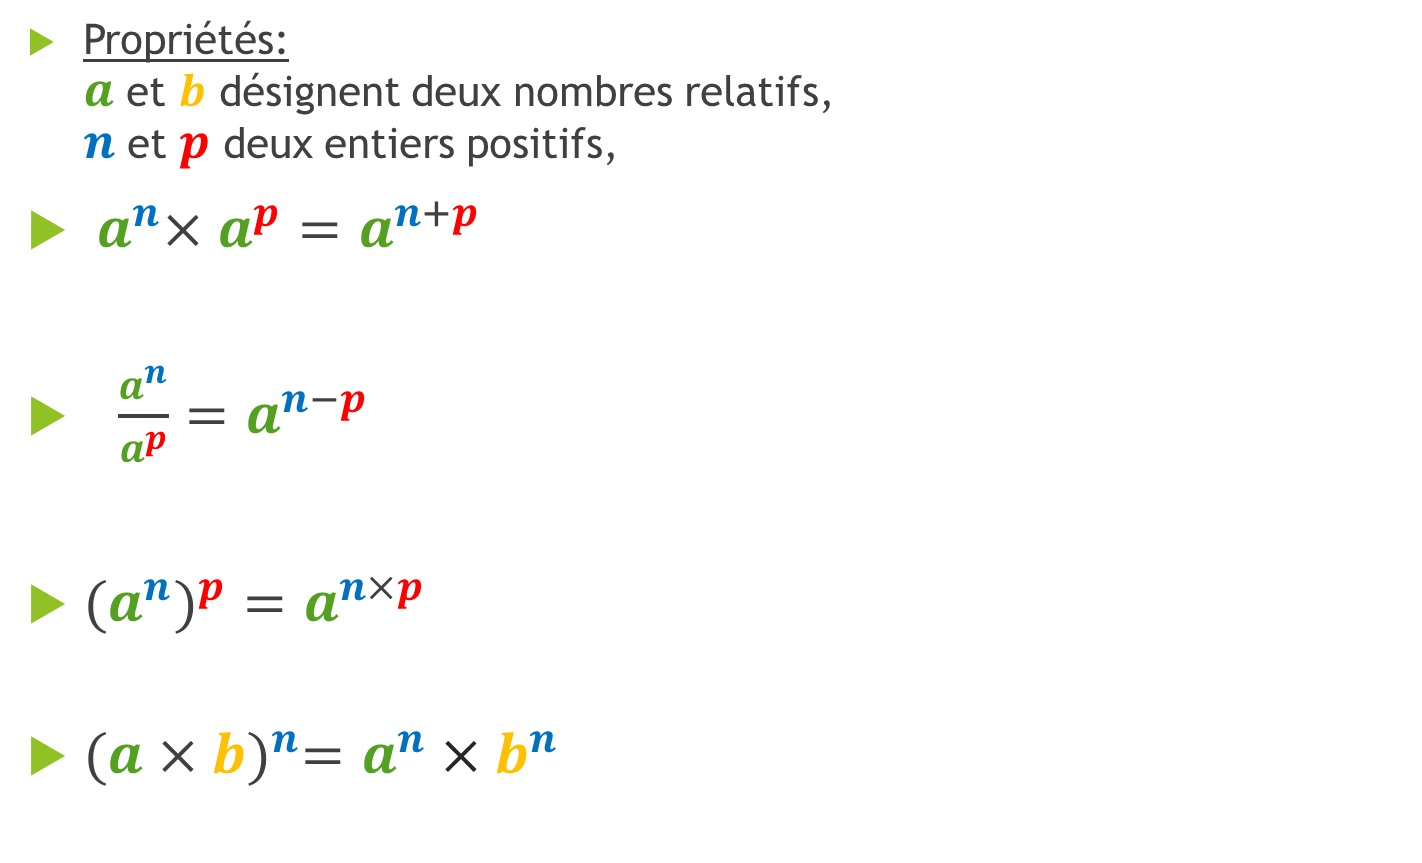 Propriétés:
a et b désignent deux nombres relatifs,
n et p deux entiers positifs,
aⁿ× aᵖ = aⁿ⁺ᵖ
aⁿ/aᵖ = aⁿ⁻ᵖ
(aⁿ)ᵖ = aⁿ˟ᵖ
(a × b)ⁿ= aⁿ × bⁿ